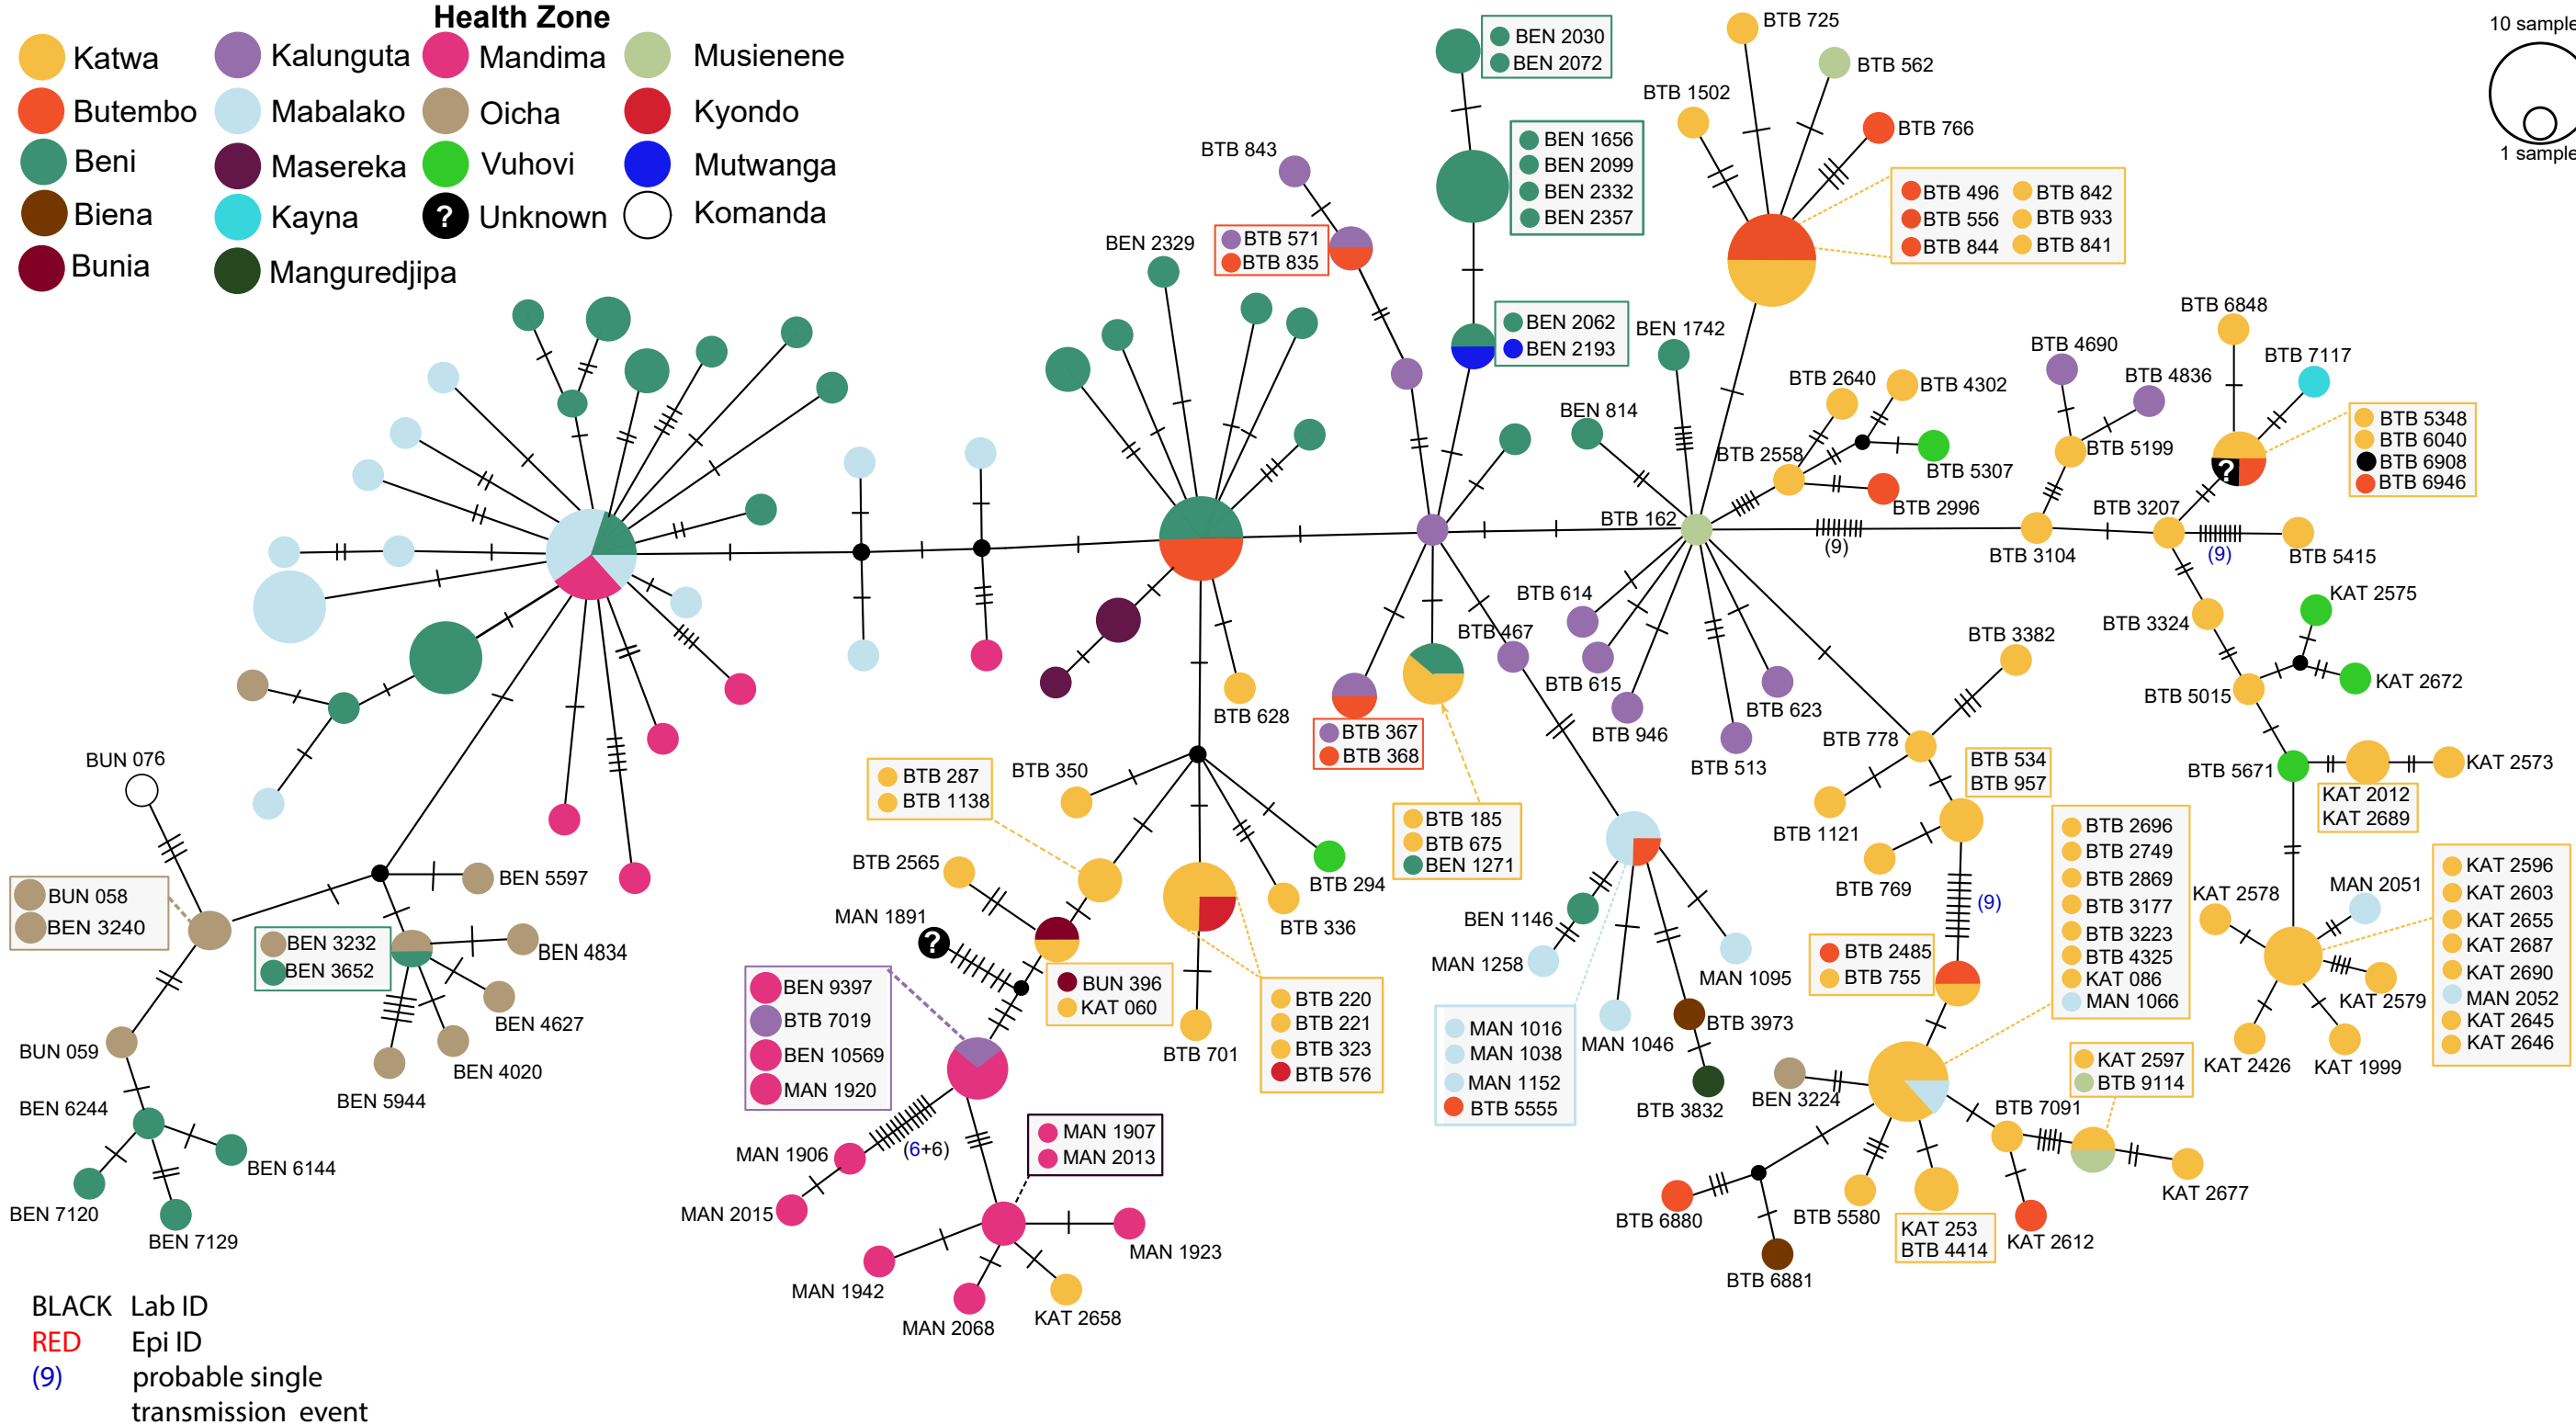 Health Zone
Katwa
Kalunguta
Mandima
Musienene
Butembo
Mabalako
Oicha
Kyondo
Beni
Masereka
Vuhovi
Mutwanga
Biena
Kayna
? Unknown
Komanda
Bunia
Manguredjipa
10 sample
1 sample
BEN 2030
BEN 2072
BTB 725
BTB 562
BTB 1502
BTB 766
BEN 1656
BEN 2099
BEN 2332
BEN 2357
BTB 843
BTB 571
BTB 835
BEN 2329
BTB 496
BTB 842
BTB 556
BTB 933
BTB 844
BTB 841
BEN 2062
BEN 2193
BEN 1742
BTB 6848
BTB 7117
BTB 4690
BTB 4836
BTB 2640
BTB 4302
BEN 814
BTB 2558
BTB 5307
BTB 5199
BTB 5348
BTB 6040
BTB 6908
BTB 6946
?
BTB 2996
BTB 162
(9)
BTB 3104
BTB 3207
(9)
BTB 5415
BTB 614
BTB 467
BTB 615
BTB 946
BTB 513
BTB 623
BTB 3324
KAT 2575
KAT 2672
BTB 5015
BTB 3382
BTB 628
BTB 367
BTB 368
BTB 778
BTB 534
BTB 957
BTB 5671
KAT 2573
KAT 2012
KAT 2689
BUN 076
BTB 287
BTB 1138
BTB 350
BTB 185
BTB 675
BEN 1271
BTB 1121
BTB 769
BTB 2696
BTB 2749
BTB 2869
BTB 3177
BTB 3223
BTB 4325
KAT 086
MAN 1066
BTB 2565
BTB 294
BTB 336
MAN 1891
?
BEN 5597
BUN 058
BEN 3240
BEN 3232
BEN 3652
BEN 4834
BEN 4627
BEN 4020
BEN 5944
BEN 1146
MAN 1258
MAN 1095
(9)
BTB 2485
BTB 755
KAT 2578
MAN 2051
KAT 2596
KAT 2603
KAT 2655
KAT 2687
KAT 2690
MAN 2052
KAT 2645
KAT 2646
KAT 2579
KAT 2426
KAT 1999
BEN 9397
BTB 7019
BEN 10569
MAN 1920
BUN 396
KAT 060
BTB 701
BTB 220
BTB 221
BTB 323
BTB 576
MAN 1016
MAN 1038
MAN 1152
BTB 5555
MAN 1046
BTB 3973
BTB 3832
BEN 3224
KAT 2597
BTB 9114
BTB 7091
BUN 059
BEN 6244
BEN 6144
BEN 7120
BEN 7129
MAN 1906
(6+6)
MAN 1907
MAN 2013
MAN 2015
MAN 1942
MAN 1923
MAN 2068
KAT 2658
BTB 6880
BTB 6881
BTB 5580
KAT 253
BTB 4414
KAT 2612
KAT 2677
BLACK Lab ID
RED Epi ID
(9) probable single
transmission event